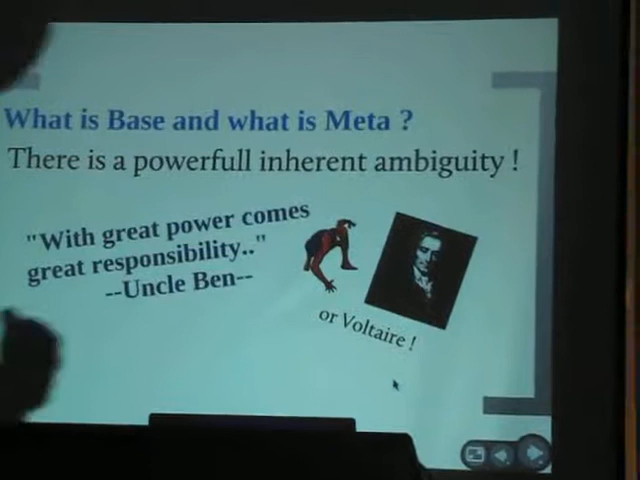 What is Base and what is Meta ?
There is a powerfull inherent ambiguity !
"With great power comes
great responsibility.."
--Uncle Ben--
or Voltaire !